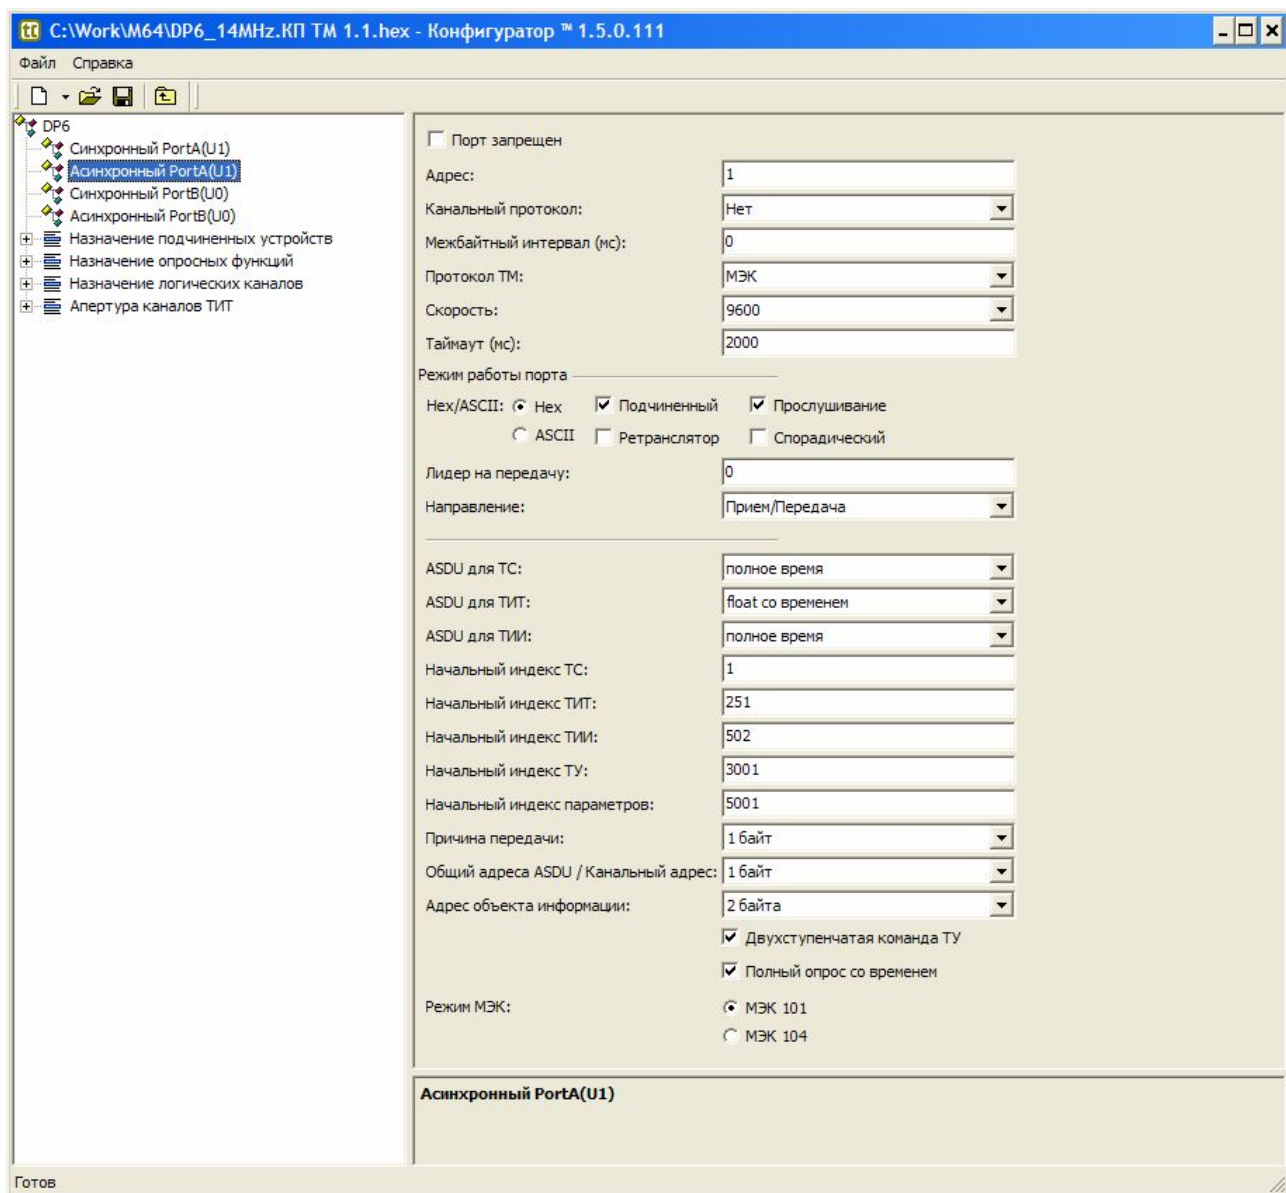 C:\Work\M64\DP6_14MHz.КП ТМ 1.1.hex - Конфигуратор ™ 1.5.0.111
Файл Справка
DP6
Синхронный PortA(U1)
Асинхронный PortA(U1)
Синхронный PortB(U0)
Асинхронный PortB(U0)
Назначение подчиненных устройств
Назначение опросных функций
Назначение логических каналов
Апертура каналов ТИТ
Порт запрещен
Адрес: 1
Канальный протокол: Нет
Межбайтный интервал (мс): 0
Протокол ТМ: МЭК
Скорость: 9600
Таймаут (мс): 2000
Режим работы порта
Hex/ASCII: Hex Подчиненный Прослушивание
ASCII Ретранслятор Спорадический
Лидер на передачу: 0
Направление: Прием/Передача
ASDU для ТС: полное время
ASDU для ТИТ: float со временем
ASDU для ТИИ: полное время
Начальный индекс ТС: 1
Начальный индекс ТИТ: 251
Начальный индекс ТИИ: 502
Начальный индекс ТУ: 3001
Начальный индекс параметров: 5001
Причина передачи: 1 байт
Общий адреса ASDU / Канальный адрес: 1 байт
Адрес объекта информации: 2 байта
Двухступенчатая команда ТУ
Полный опрос со временем
Режим МЭК: МЭК 101
МЭК 104
Асинхронный PortA(U1)
Готов